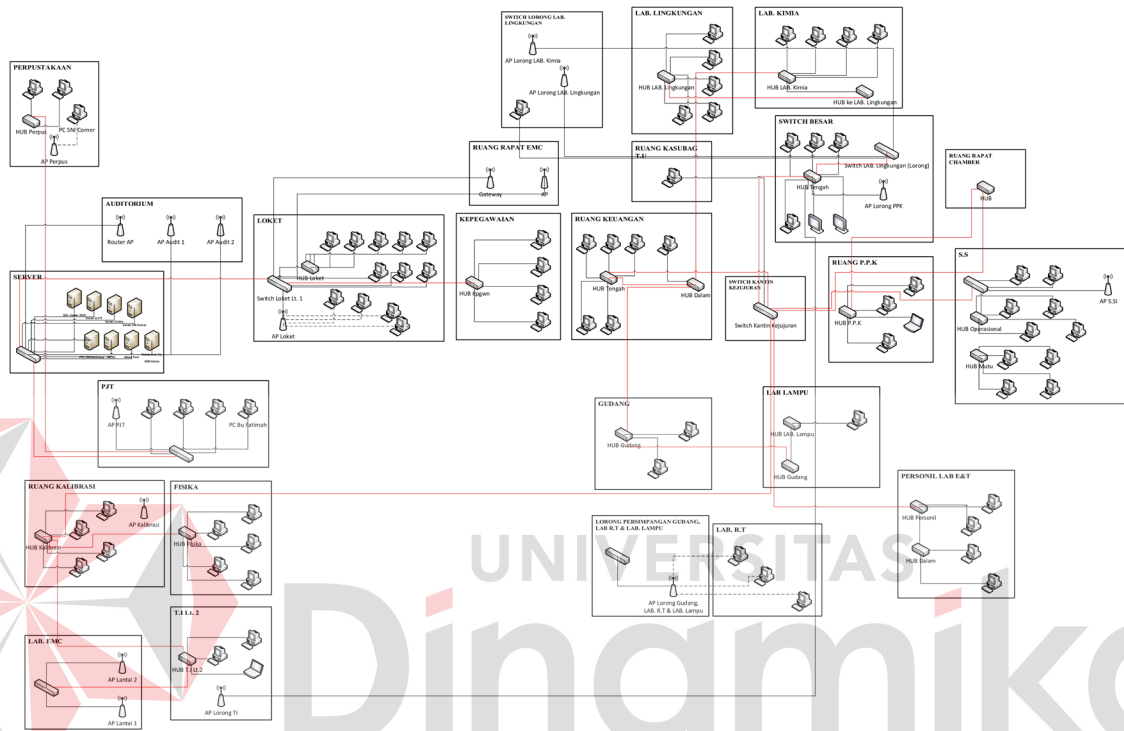 SWITCH LORONG LAB.
LINGKUNGAN
AP Lorong LAB. Kimia
AP Lorong LAB. Lingkungan
LAB. LINGKUNGAN
HUB LAB. Lingkungan
LAB. KIMIA
HUB LAB. Kimia
HUB ke LAB. Lingkungan
PERPUSTAKAAN
HUB Perpus
PC SNI Corner
AP Perpus
RUANG RAPAT EMC
Gateway
AP
RUANG KASUBAG
T.U
SWITCH BESAR
Switch LAB. Lingkungan (Lorong)
HUB Tengah
AP Lorong PPK
RUANG RAPAT
CHAMBER
HUB
AUDITORIUM
Router AP
AP Audit 1
AP Audit 2
LOKET
HUB Loket
Switch Loket Lt. 1
AP Loket
KEPEGAWAIAN
HUB Kpgwn
RUANG KEUANGAN
HUB Tengah
HUB Dalam
SWITCH KANTIN
KEJUJURAN
Switch Kantin Kejujuran
RUANG P.P.K
HUB P.P.K
S.S
AP S.SI
HUB Operasional
HUB Mutu
SERVER
PJT
AP PJT
PC Bu Fatimah
GUDANG
HUB Gudang
LAB LAMPU
HUB LAB. Lampu
HUB Gudang
PERSONIL LAB E&T
HUB Personil
HUB Dalam
RUANG KALIBRASI
AP Kalibrasi
HUB Kalibrasi
FISIKA
HUB Fisika
LORONG PERSIMPANGAN GUDANG,
LAB R.T & LAB. LAMPU
AP Lorong Gudang,
LAB. R.T & LAB. Lampu
LAB. R.T
T.I Lt. 2
HUB T.I Lt.2
AP Lorong TI
LAB. EMC
AP Lantai 2
AP Lantai 1
UNIVERSITAS
Dinamika